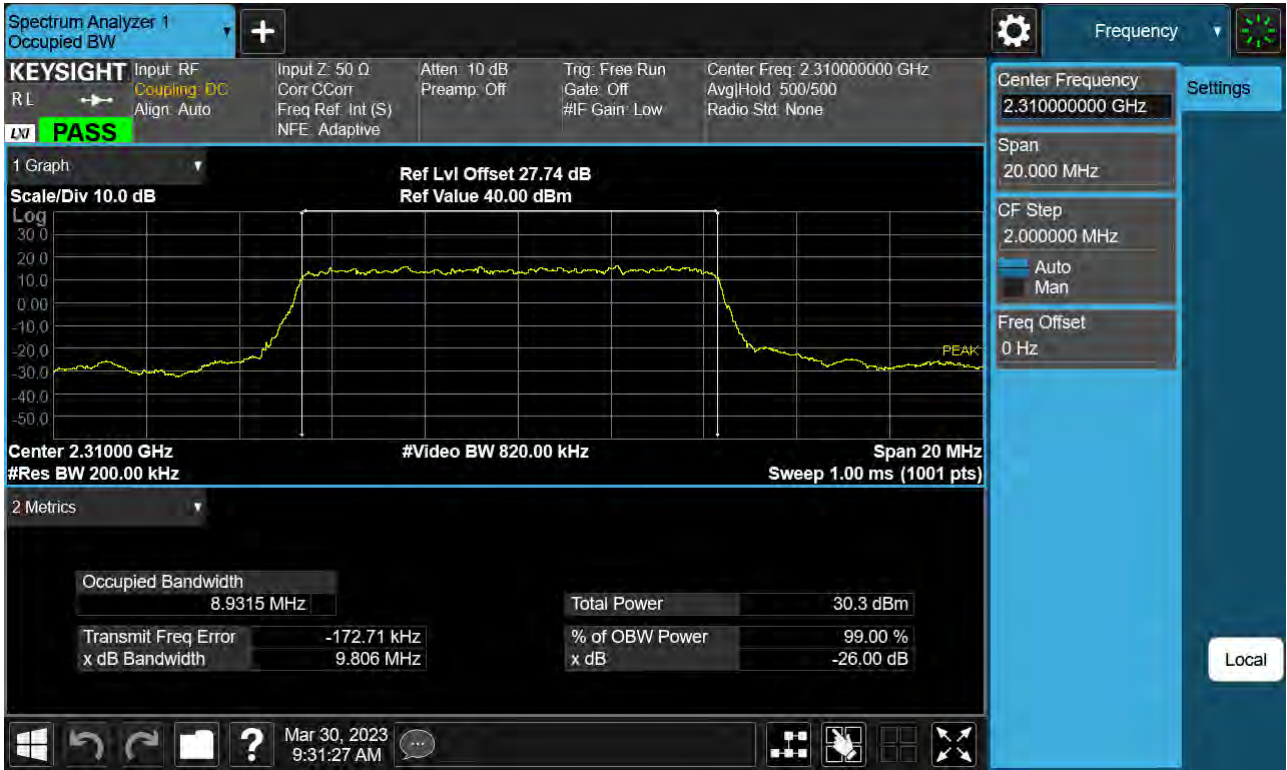 Spectrum Analyzer 1
Occupied BW
Frequency
KEYSIGHT
RL
LXI
PASS
Input: RF
Coupling: DC
Align: Auto
Input Z: 50 Ω
Corr CCorr
Freq Ref: Int (S)
NFE: Adaptive
Atten: 10 dB
Preamp: Off
Trig: Free Run
Gate: Off
#IF Gain: Low
Center Freq: 2.310000000 GHz
Avg|Hold: 500/500
Radio Std: None
Center Frequency
2.310000000 GHz
Settings
Span
20.000 MHz
CF Step
2.000000 MHz
Auto
Man
Freq Offset
0 Hz
Local
1 Graph
Scale/Div 10.0 dB
Ref Lvl Offset 27.74 dB
Ref Value 40.00 dBm
Log
30.0
20.0
10.0
0.00
-10.0
-20.0
-30.0
-40.0
-50.0
PEAK
Center 2.31000 GHz
#Video BW 820.00 kHz
Span 20 MHz
#Res BW 200.00 kHz
Sweep 1.00 ms (1001 pts)
2 Metrics
Occupied Bandwidth
8.9315 MHz
Total Power 30.3 dBm
Transmit Freq Error -172.71 kHz
% of OBW Power 99.00 %
x dB Bandwidth 9.806 MHz
x dB -26.00 dB
?
Mar 30, 2023
9:31:27 AM